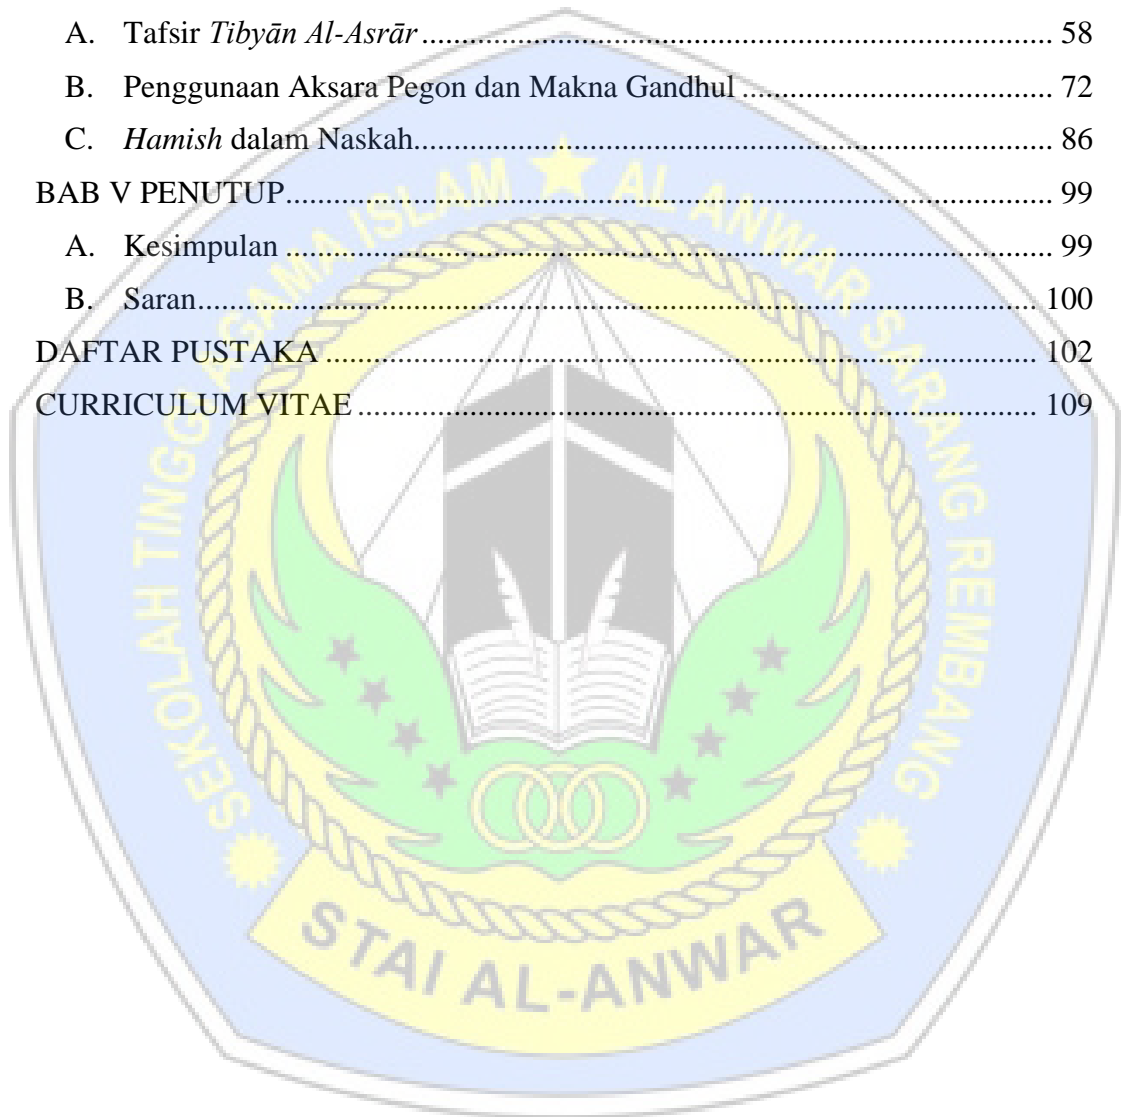 A. Tafsir Tibyān Al-Asrār ........................................................................... 58
B. Penggunaan Aksara Pegon dan Makna Gandhul ..................................... 72
C. Hamish dalam Naskah............................................................................ 86
BAB V PENUTUP........................................................................................... 99
A. Kesimpulan ........................................................................................... 99
B. Saran.................................................................................................... 100
DAFTAR PUSTAKA ..................................................................................... 102
CURRICULUM VITAE ................................................................................. 109
SEKOLAH TINGGI AGAMA ISLAM ★ AL ANWAR SARANG REMBANG
STAI AL-ANWAR